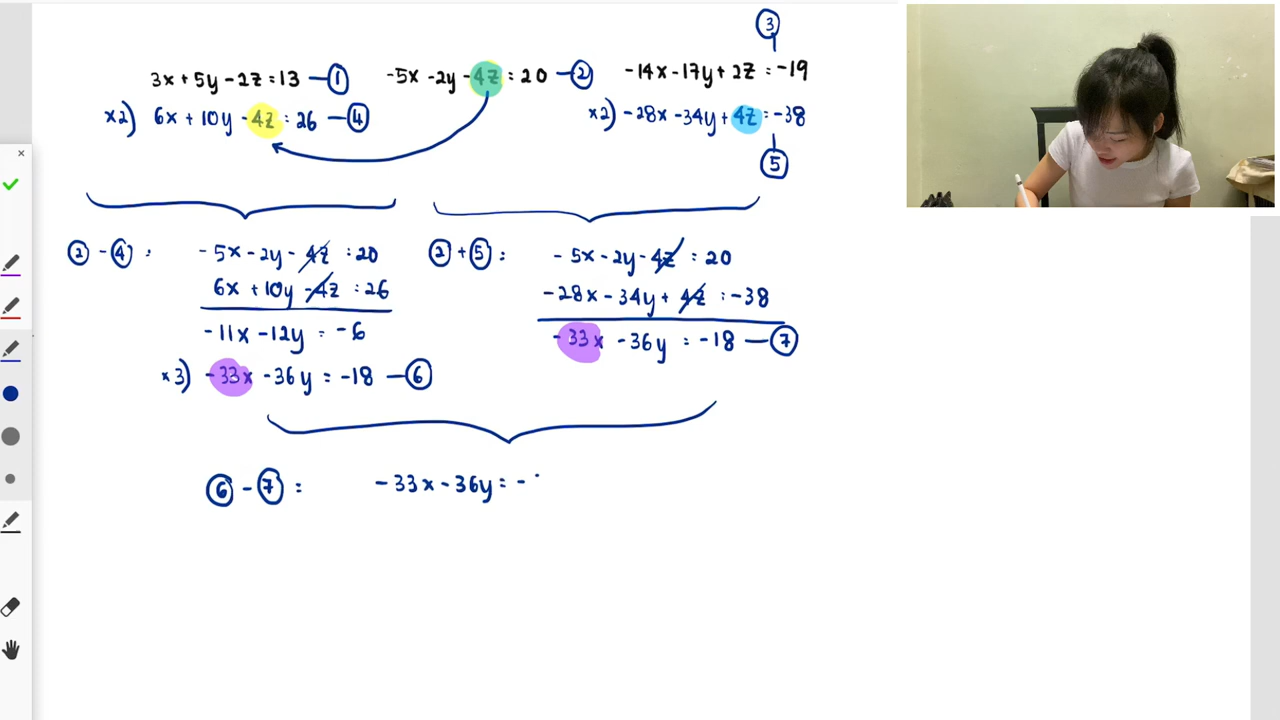 3x + 5y - 2z = 13 — ①
-5x - 2y - 4z = 20 — ②
-14x - 17y + 2z = -19
③
×2) 6x + 10y - 4z = 26 — ④
×2) -28x - 34y + 4z = -38
⑤
② - ④ :
-5x - 2y - 4z = 20
6x + 10y - 4z = 26
-11x - 12y = -6
×3) -33x - 36y = -18 — ⑥
② + ⑤ :
-5x - 2y - 4z = 20
-28x - 34y + 4z = -38
-33x - 36y = -18 — ⑦
⑥ - ⑦ : -33x - 36y = -